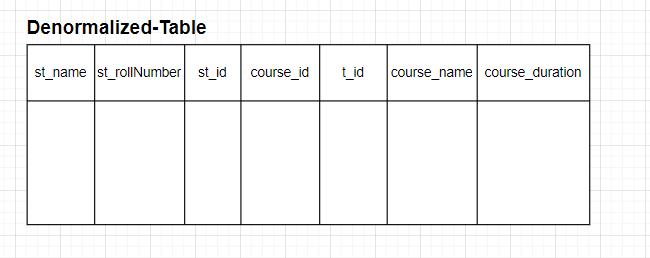 Denormalized-Table
st_name st_rollNumber st_id course_id t_id course_name course_duration